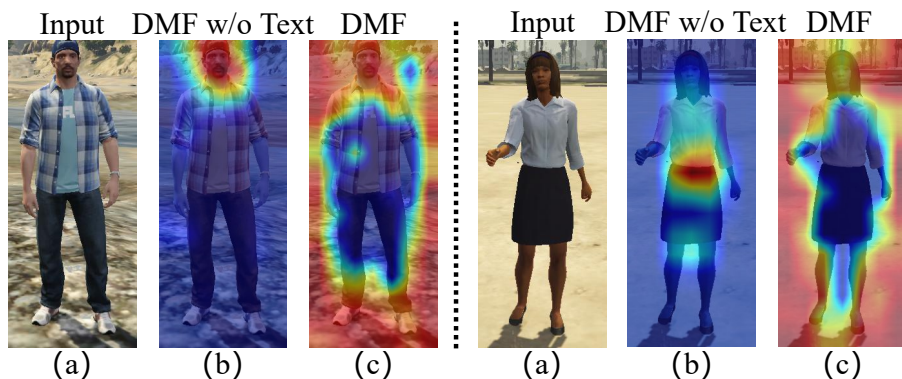 Input DMF w/o Text DMF Input DMF w/o Text DMF
(a) (b) (c) (a) (b) (c)